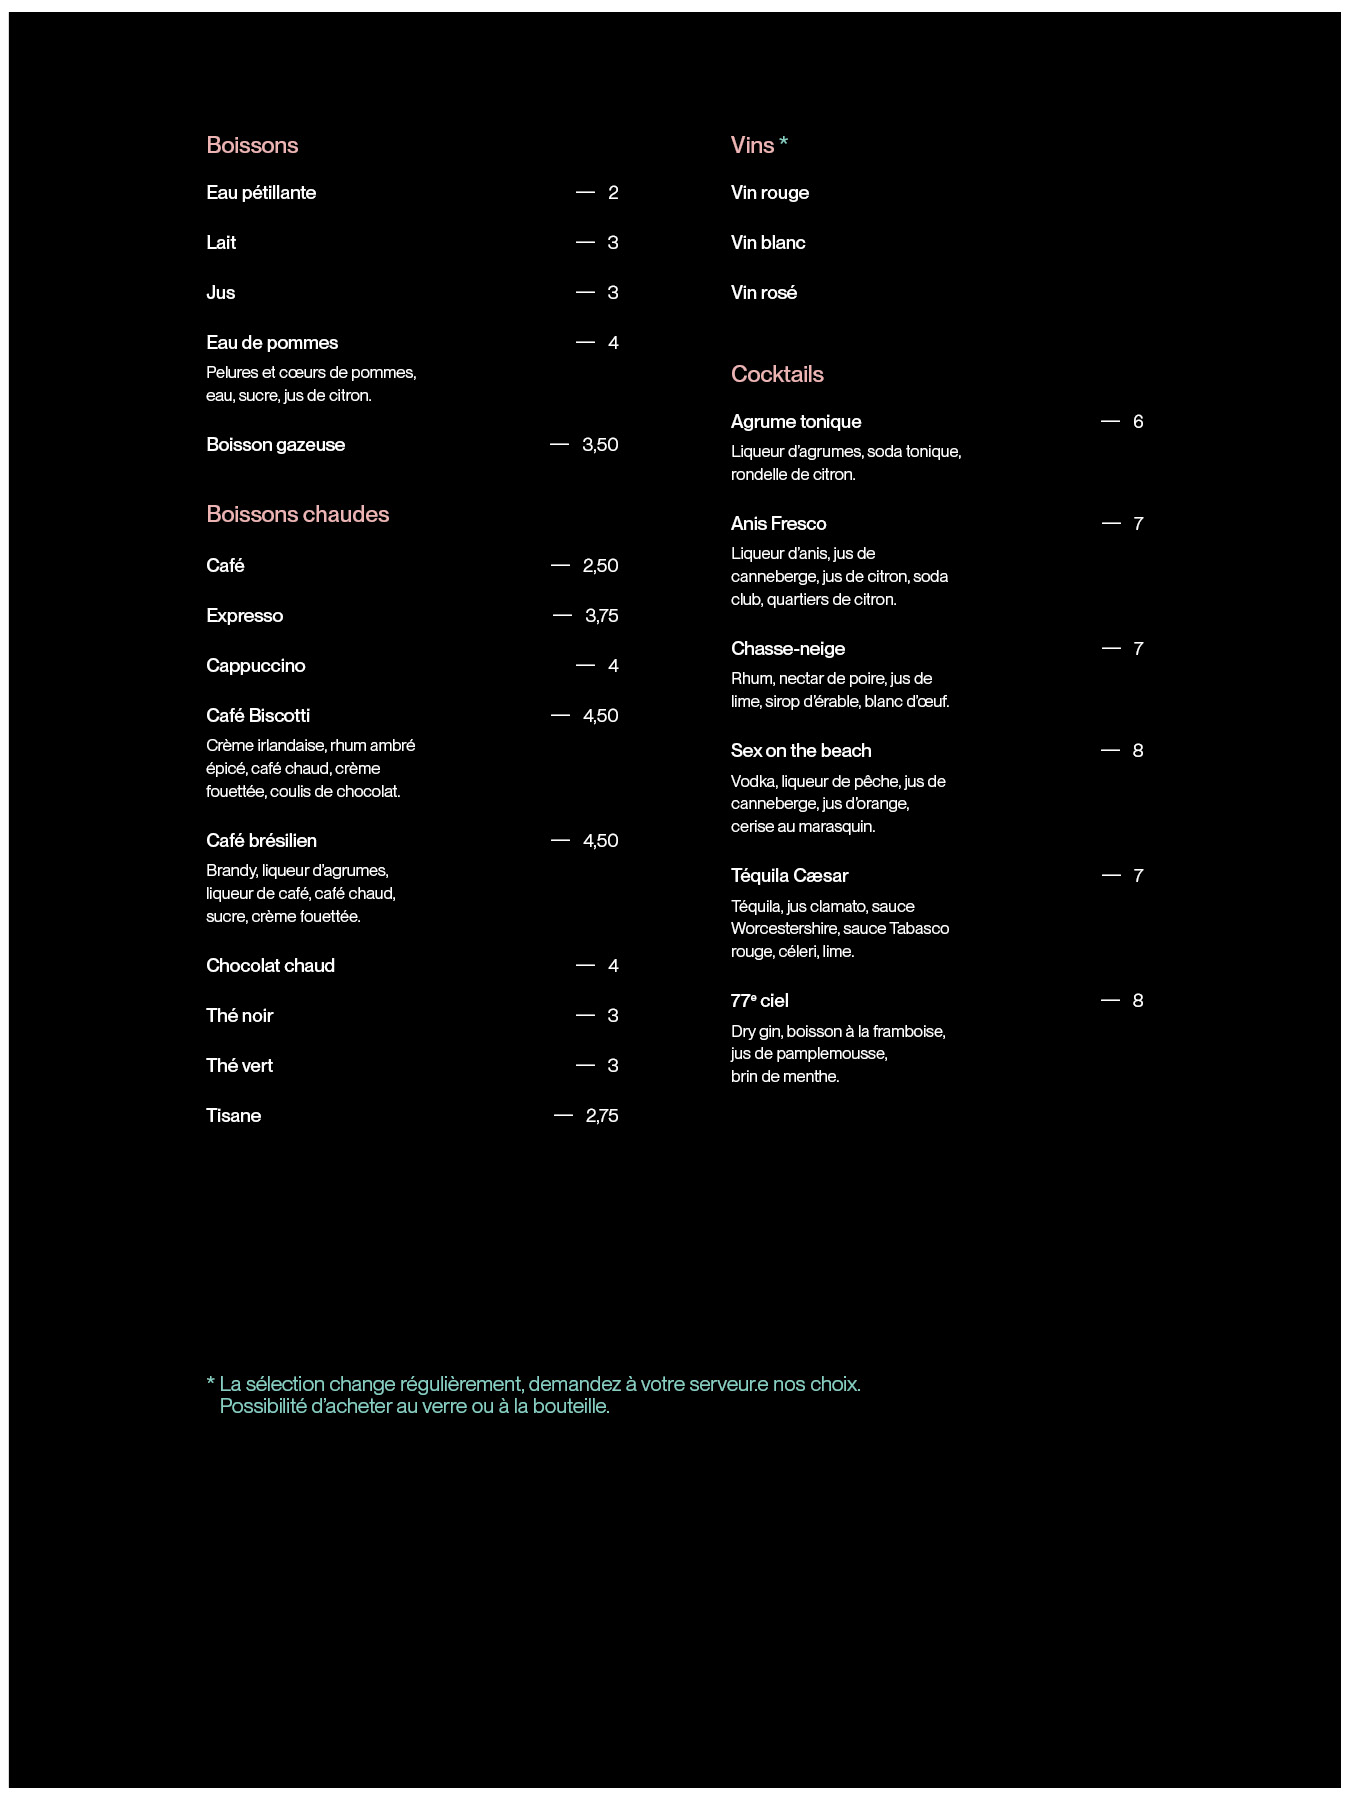 Boissons
Eau pétillante — 2
Lait — 3
Jus — 3
Eau de pommes — 4
Pelures et cœurs de pommes,
eau, sucre, jus de citron.
Boisson gazeuse — 3,50
Boissons chaudes
Café — 2,50
Expresso — 3,75
Cappuccino — 4
Café Biscotti — 4,50
Crème irlandaise, rhum ambré
épicé, café chaud, crème
fouettée, coulis de chocolat.
Café brésilien — 4,50
Brandy, liqueur d’agrumes,
liqueur de café, café chaud,
sucre, crème fouettée.
Chocolat chaud — 4
Thé noir — 3
Thé vert — 3
Tisane — 2,75
Vins *
Vin rouge
Vin blanc
Vin rosé
Cocktails
Agrume tonique — 6
Liqueur d’agrumes, soda tonique,
rondelle de citron.
Anis Fresco — 7
Liqueur d’anis, jus de
canneberge, jus de citron, soda
club, quartiers de citron.
Chasse-neige — 7
Rhum, nectar de poire, jus de
lime, sirop d’érable, blanc d’œuf.
Sex on the beach — 8
Vodka, liqueur de pêche, jus de
canneberge, jus d’orange,
cerise au marasquin.
Téquila Cæsar — 7
Téquila, jus clamato, sauce
Worcestershire, sauce Tabasco
rouge, céleri, lime.
77ᵉ ciel — 8
Dry gin, boisson à la framboise,
jus de pamplemousse,
brin de menthe.
* La sélection change régulièrement, demandez à votre serveur.e nos choix.
Possibilité d’acheter au verre ou à la bouteille.